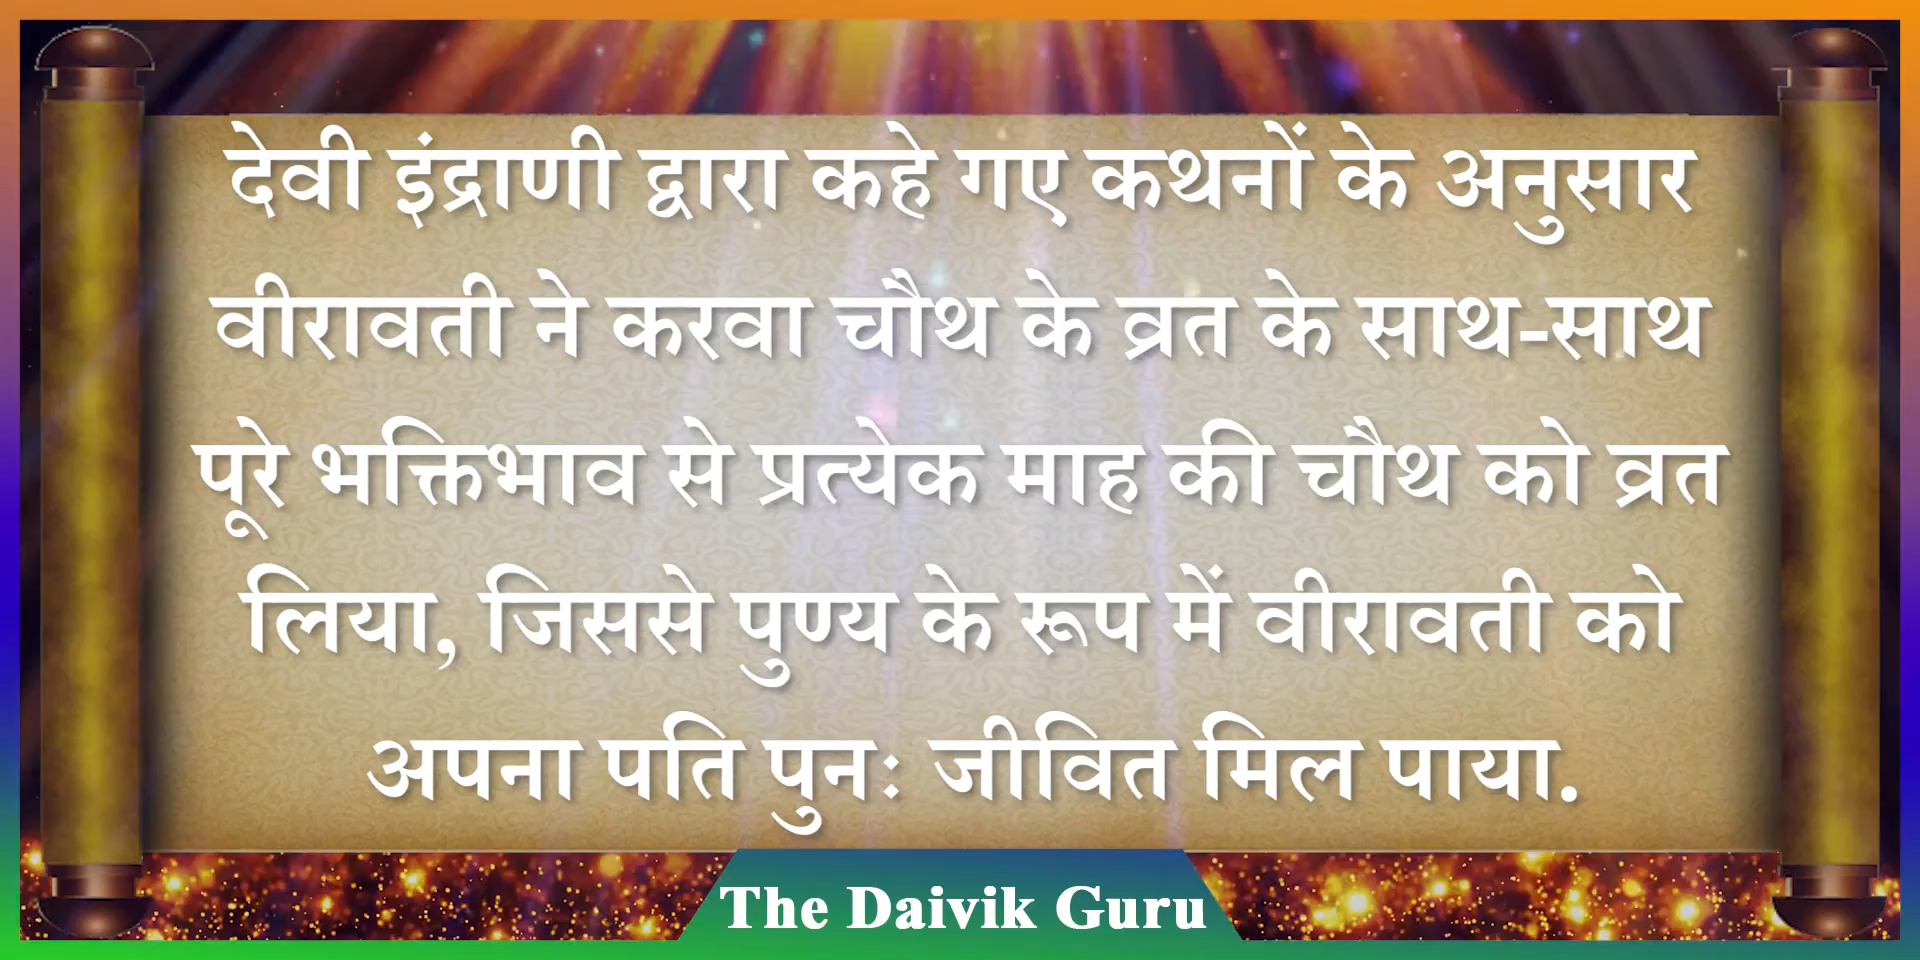 देवी इंद्राणी द्वारा कहे गए कथनों के अनुसार
वीरावती ने करवा चौथ के व्रत के साथ-साथ
पूरे भक्तिभाव से प्रत्येक माह की चौथ को व्रत
लिया, जिससे पुण्य के रूप में वीरावती को
अपना पति पुनः जीवित मिल पाया.
The Daivik Guru